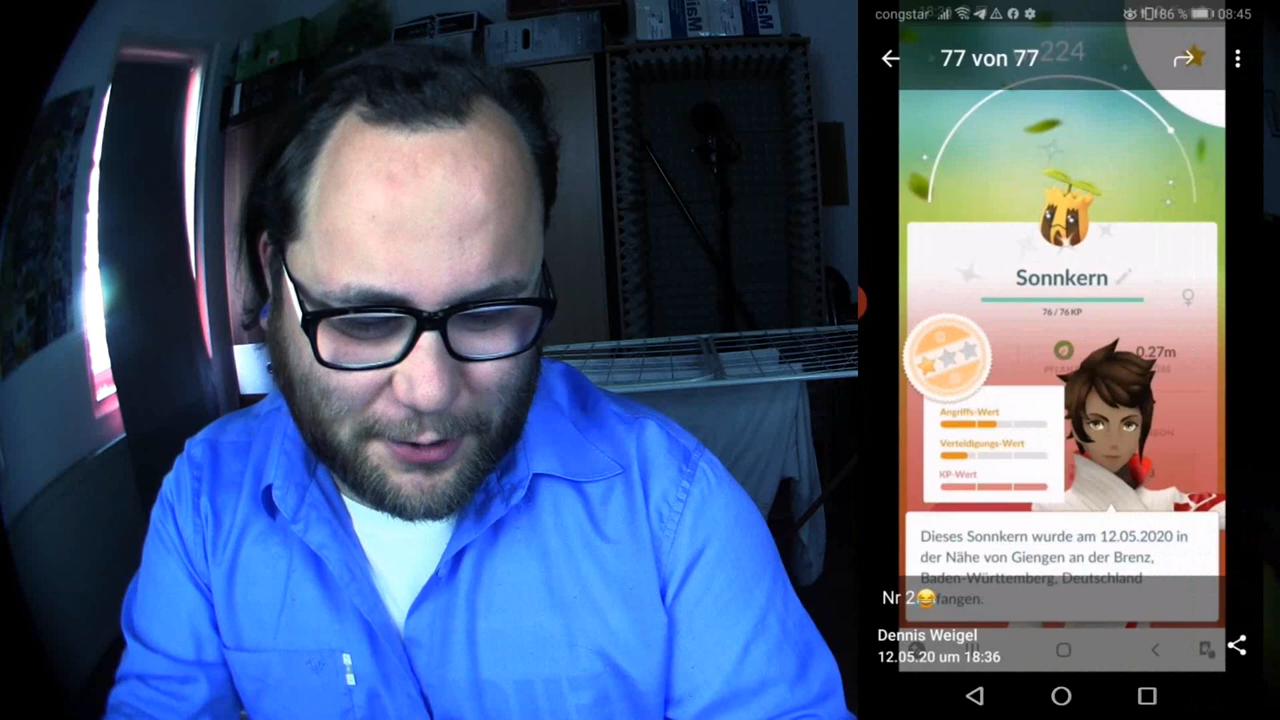 congstar
86 %
08:45
77 von 77
224
Sonnkern
76 / 76 KP
0.27m
Angriffs-Wert
Verteidigungs-Wert
KP-Wert
Dieses Sonnkern wurde am 12.05.2020 in
der Nähe von Giengen an der Brenz,
Baden-Württemberg, Deutschland
fangen.
Nr 2😂
Dennis Weigel
12.05.20 um 18:36